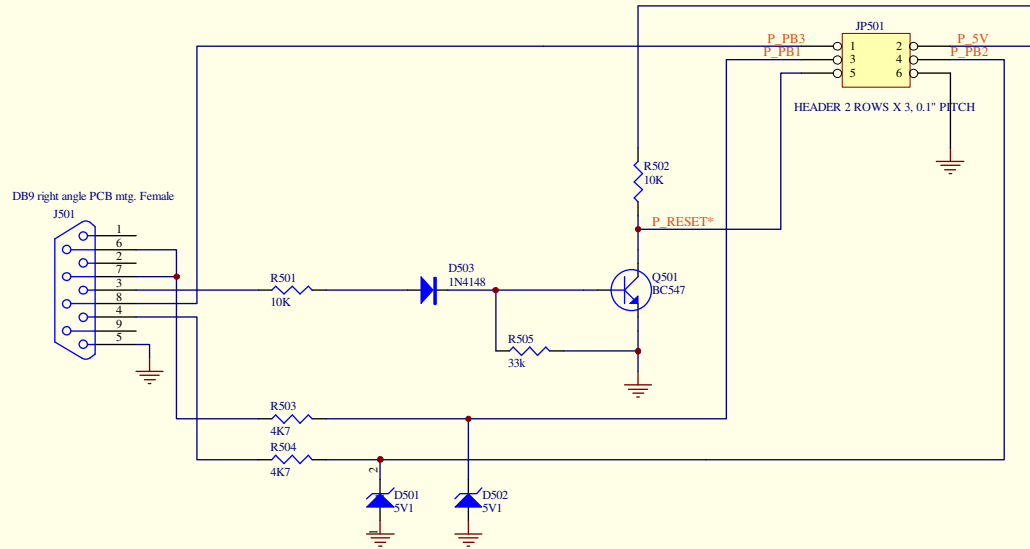 JP501
P_PB3
P_PB1
1 2
3 4
5 6
P_5V
P_PB2
HEADER 2 ROWS X 3, 0.1" PITCH
R502
10K
P_RESET*
DB9 right angle PCB mtg. Female
J501
1
6
2
7
3
8
4
9
5
R501
10K
D503
1N4148
Q501
BC547
R505
33k
R503
4K7
R504
4K7
2
D501
5V1
1
D502
5V1